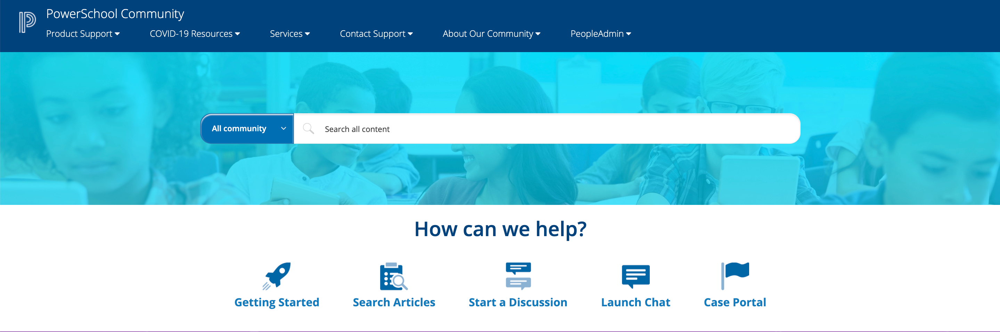 PowerSchool Community
Product Support COVID-19 Resources Services Contact Support About Our Community PeopleAdmin
All community Search all content
How can we help?
Getting Started Search Articles Start a Discussion Launch Chat Case Portal